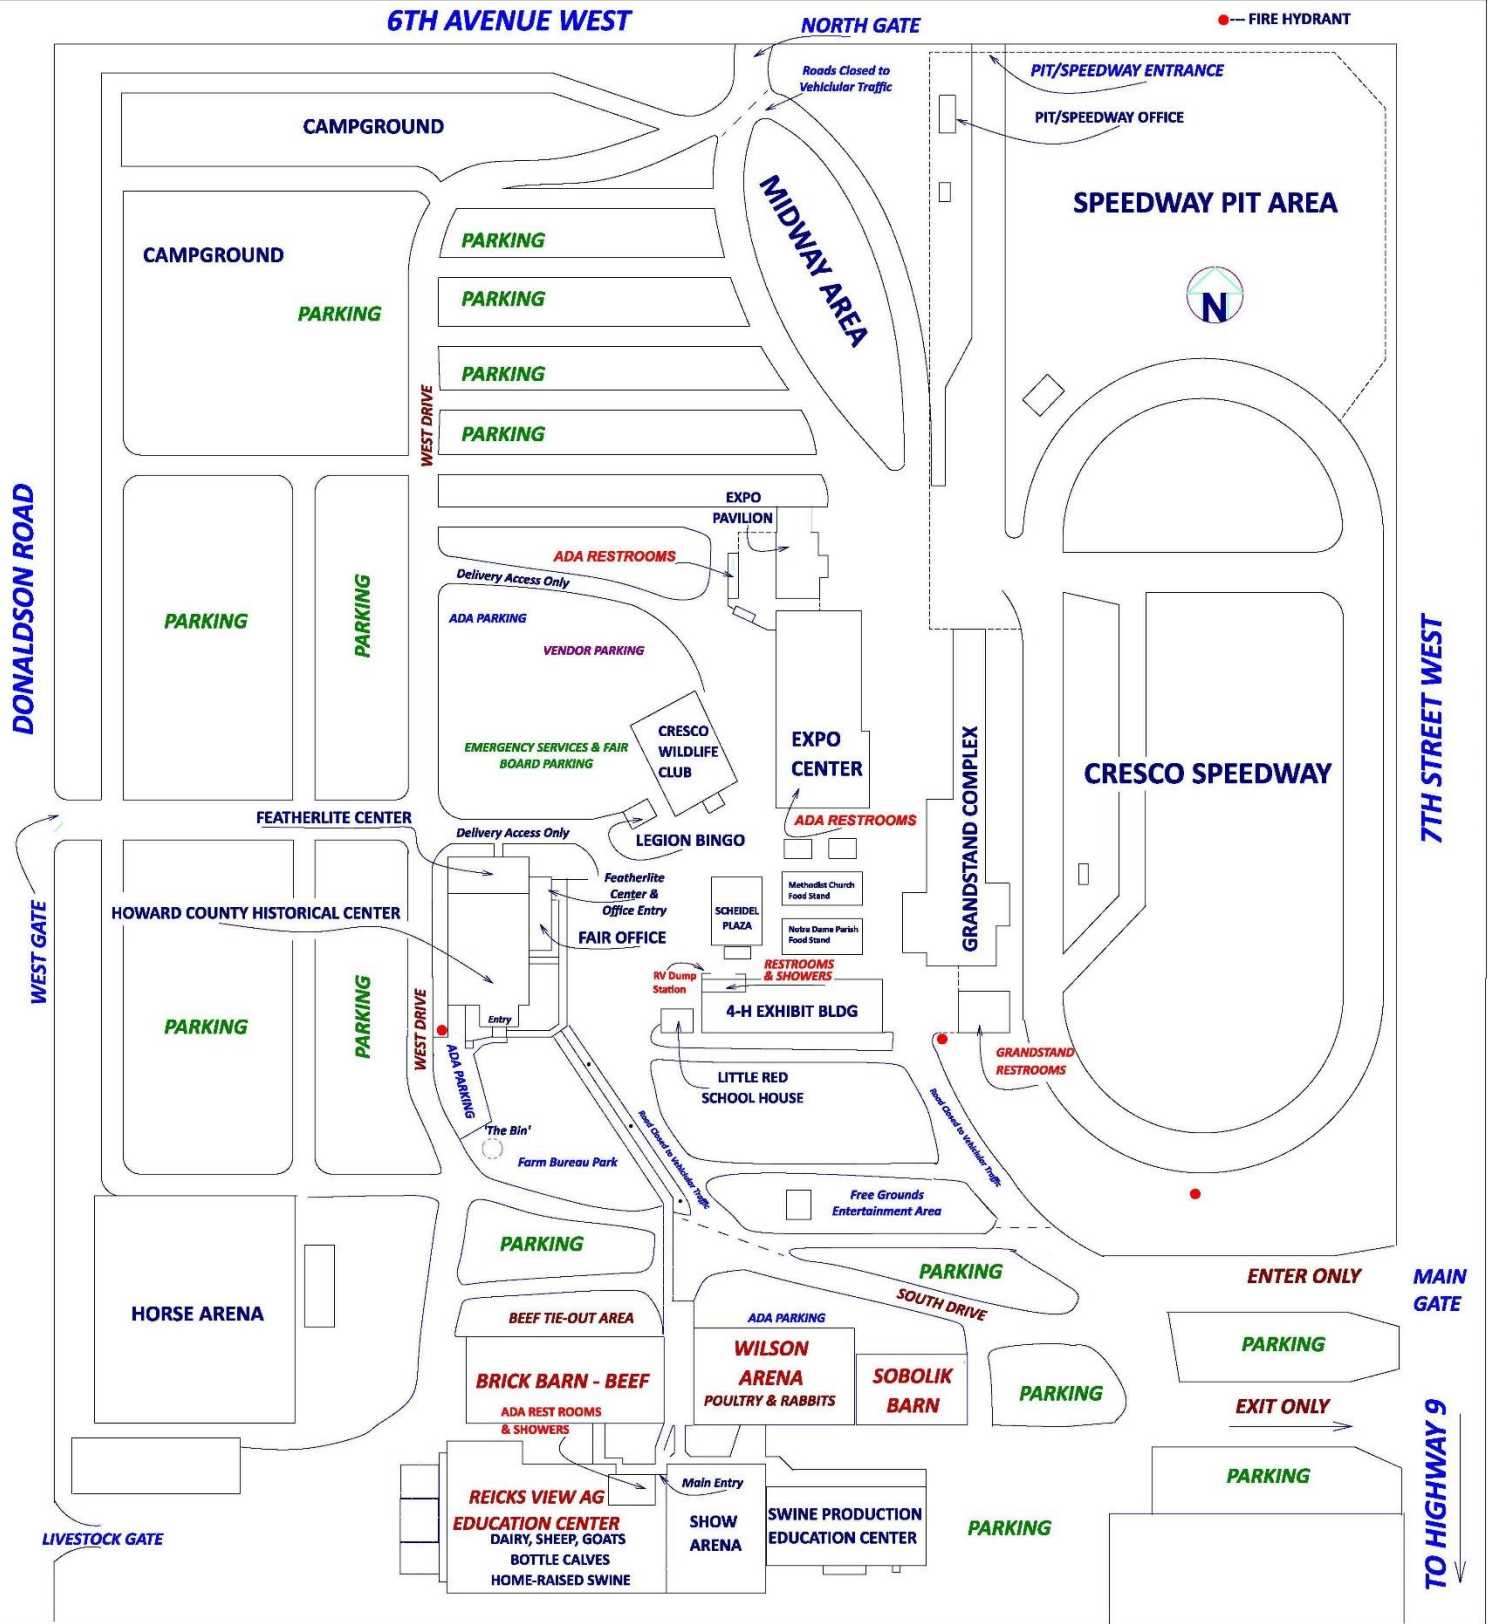 6TH AVENUE WEST
NORTH GATE
--- FIRE HYDRANT
Roads Closed to
Vehiclular Traffic
PIT/SPEEDWAY ENTRANCE
PIT/SPEEDWAY OFFICE
CAMPGROUND
SPEEDWAY PIT AREA
MIDWAY AREA
CAMPGROUND
PARKING
PARKING
PARKING
PARKING
PARKING
N
WEST DRIVE
DONALDSON ROAD
EXPO
PAVILION
ADA RESTROOMS
Delivery Access Only
ADA PARKING
VENDOR PARKING
PARKING
PARKING
EMERGENCY SERVICES & FAIR
BOARD PARKING
CRESCO
WILDLIFE
CLUB
EXPO
CENTER
GRANDSTAND COMPLEX
CRESCO SPEEDWAY
7TH STREET WEST
FEATHERLITE CENTER
Delivery Access Only
LEGION BINGO
ADA RESTROOMS
WEST GATE
HOWARD COUNTY HISTORICAL CENTER
Featherlite
Center &
Office Entry
FAIR OFFICE
SCHEIDEL
PLAZA
Methodist Church
Food Stand
Notre Dame Parish
Food Stand
RV Dump
Station
RESTROOMS
& SHOWERS
4-H EXHIBIT BLDG
PARKING
PARKING
WEST DRIVE
Entry
ADA PARKING
GRANDSTAND
RESTROOMS
LITTLE RED
SCHOOL HOUSE
'The Bin'
Farm Bureau Park
Road Closed to Vehiclular Traffic
Road Closed to Vehiclular Traffic
Free Grounds
Entertainment Area
PARKING
PARKING
SOUTH DRIVE
ENTER ONLY
MAIN
GATE
HORSE ARENA
BEEF TIE-OUT AREA
ADA PARKING
WILSON
ARENA
POULTRY & RABBITS
SOBOLIK
BARN
BRICK BARN - BEEF
PARKING
PARKING
EXIT ONLY
ADA REST ROOMS
& SHOWERS
Main Entry
REICKS VIEW AG
EDUCATION CENTER
DAIRY, SHEEP, GOATS
BOTTLE CALVES
HOME-RAISED SWINE
SHOW
ARENA
SWINE PRODUCTION
EDUCATION CENTER
PARKING
PARKING
TO HIGHWAY 9
LIVESTOCK GATE